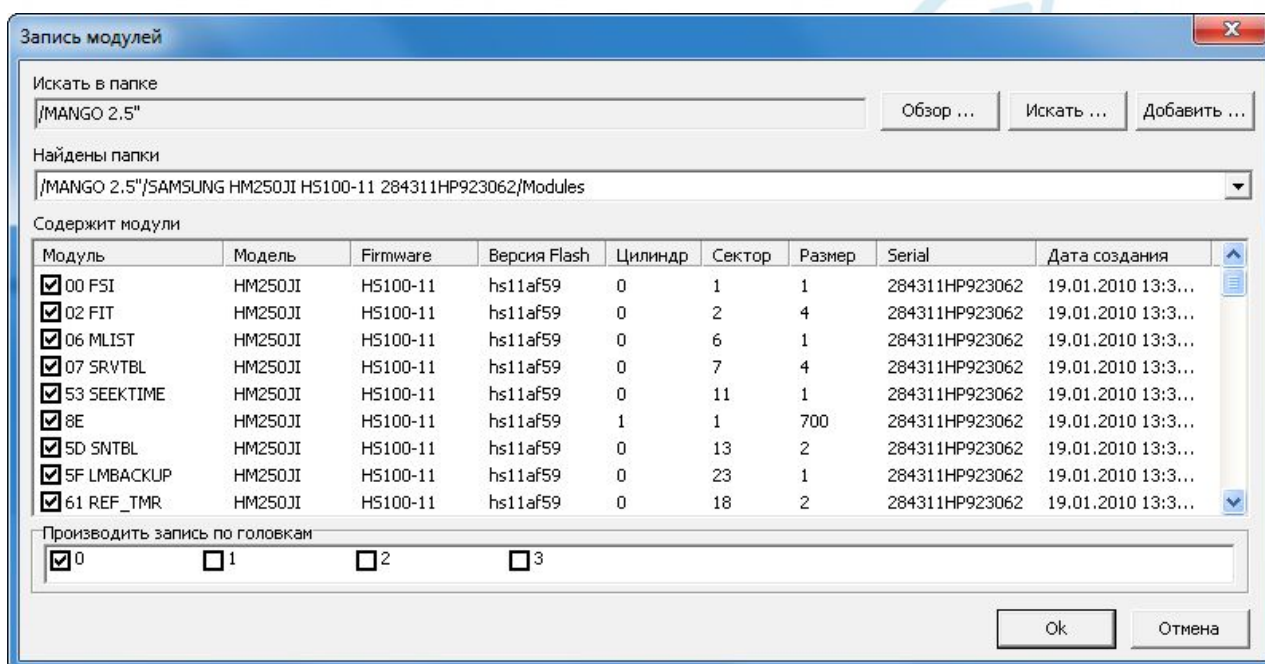 Запись модулей
Искать в папке
/MANGO 2.5" Обзор ... Искать ... Добавить ...
Найдены папки
/MANGO 2.5"/SAMSUNG HM250JI HS100-11 284311HP923062/Modules
Содержит модули
Модуль Модель Firmware Версия Flash Цилиндр Сектор Размер Serial Дата создания
00 FSI HM250JI HS100-11 hs11af59 0 1 1 284311HP923062 19.01.2010 13:3...
02 FIT HM250JI HS100-11 hs11af59 0 2 4 284311HP923062 19.01.2010 13:3...
06 MLIST HM250JI HS100-11 hs11af59 0 6 1 284311HP923062 19.01.2010 13:3...
07 SRVTBL HM250JI HS100-11 hs11af59 0 7 4 284311HP923062 19.01.2010 13:3...
53 SEEKTIME HM250JI HS100-11 hs11af59 0 11 1 284311HP923062 19.01.2010 13:3...
8E HM250JI HS100-11 hs11af59 1 1 700 284311HP923062 19.01.2010 13:3...
5D SNTBL HM250JI HS100-11 hs11af59 0 13 2 284311HP923062 19.01.2010 13:3...
5F LMBACKUP HM250JI HS100-11 hs11af59 0 23 1 284311HP923062 19.01.2010 13:3...
61 REF_TMR HM250JI HS100-11 hs11af59 0 18 2 284311HP923062 19.01.2010 13:3...
Производить запись по головкам
0 1 2 3
Ok Отмена